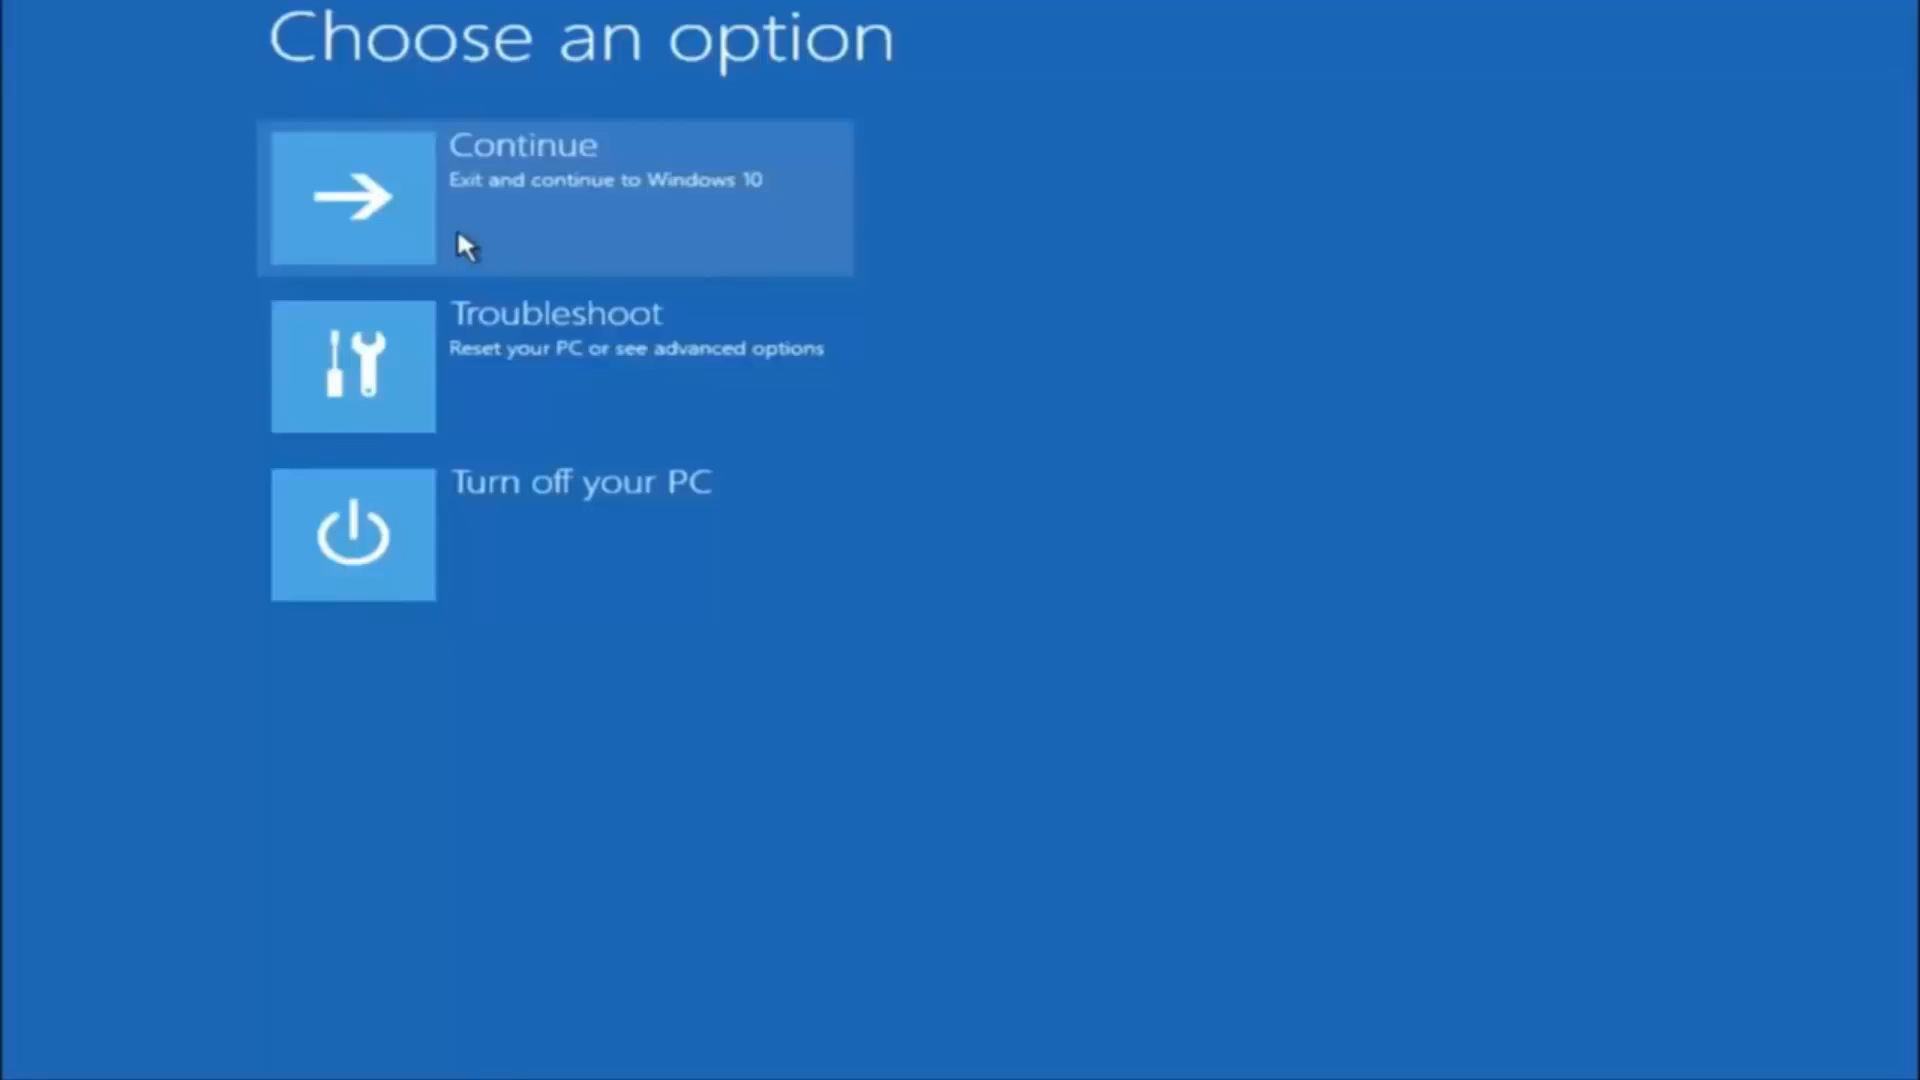 Choose an option
Continue
Exit and continue to Windows 10
Troubleshoot
Reset your PC or see advanced options
Turn off your PC